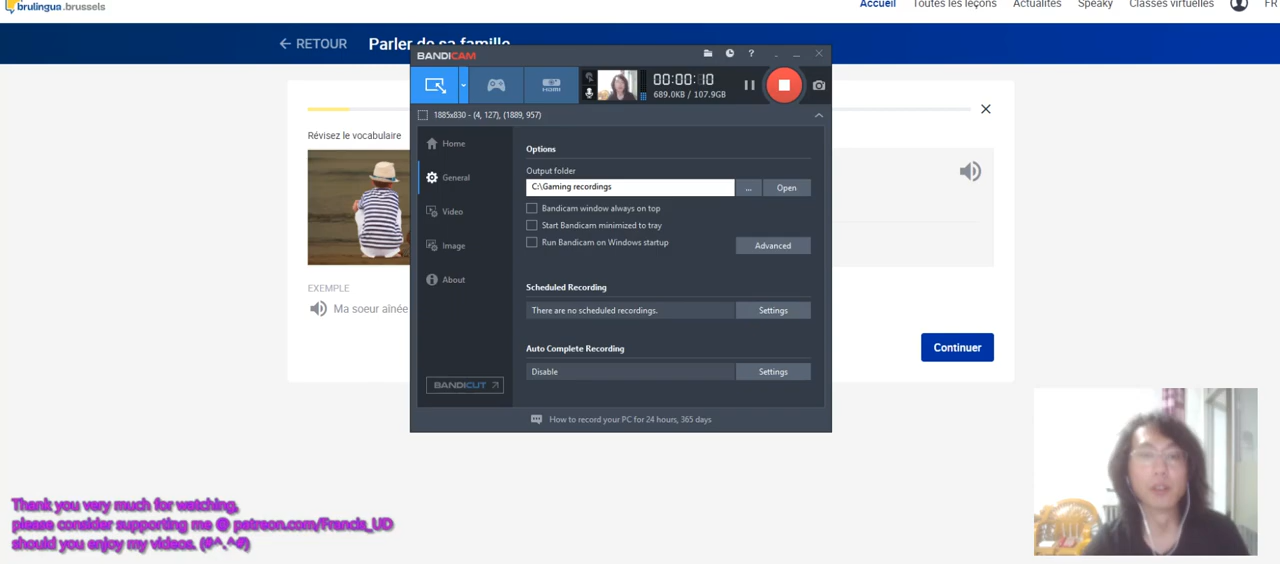 brulingua.brussels
Accueil Toutes les leçons Actualités Speaky Classes virtuelles FR
RETOUR Parler de sa famille
BANDICAM
HDMI
00:00:10
689.0KB / 107.9GB
1885x830 - (4, 127), (1889, 957)
Révisez le vocabulaire
Home
General
Video
Image
About
BANDICUT
Options
Output folder
C:\Gaming recordings
... Open
Bandicam window always on top
Start Bandicam minimized to tray
Run Bandicam on Windows startup
Advanced
Scheduled Recording
There are no scheduled recordings. Settings
Auto Complete Recording
Disable Settings
How to record your PC for 24 hours, 365 days
EXEMPLE
Ma soeur aînée
Continuer
Thank you very much for watching,
please consider supporting me @ patreon.com/Francis_UD
should you enjoy my videos. (#^.^#)